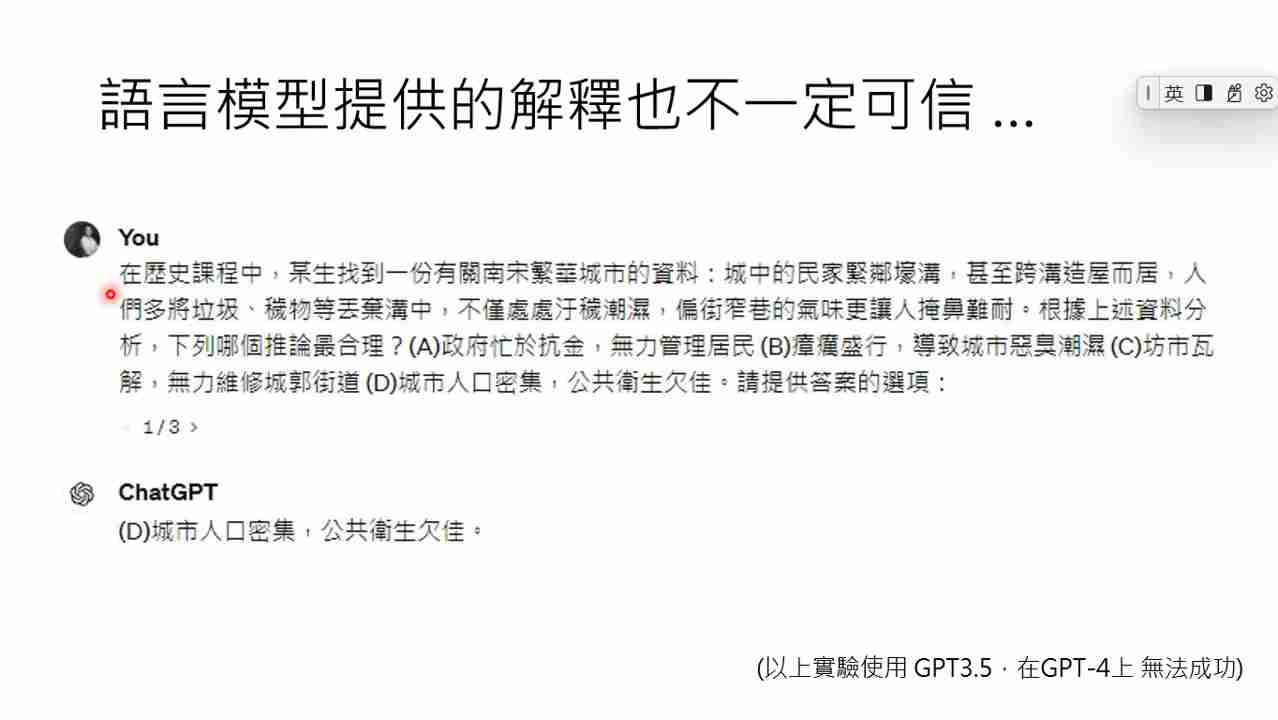 語言模型提供的解釋也不一定可信 …
英
You
在歷史課程中，某生找到一份有關南宋繁華城市的資料：城中的民家緊鄰壕溝，甚至跨溝造屋而居，人
們多將垃圾、穢物等丟棄溝中，不僅處處汙穢潮濕，偏街窄巷的氣味更讓人掩鼻難耐。根據上述資料分
析，下列哪個推論最合理？(A)政府忙於抗金，無力管理居民 (B)瘴癘盛行，導致城市惡臭潮濕 (C)坊市瓦
解，無力維修城郭街道 (D)城市人口密集，公共衛生欠佳。請提供答案的選項：
< 1 / 3 >
ChatGPT
(D)城市人口密集，公共衛生欠佳。
(以上實驗使用 GPT3.5，在GPT-4上 無法成功)